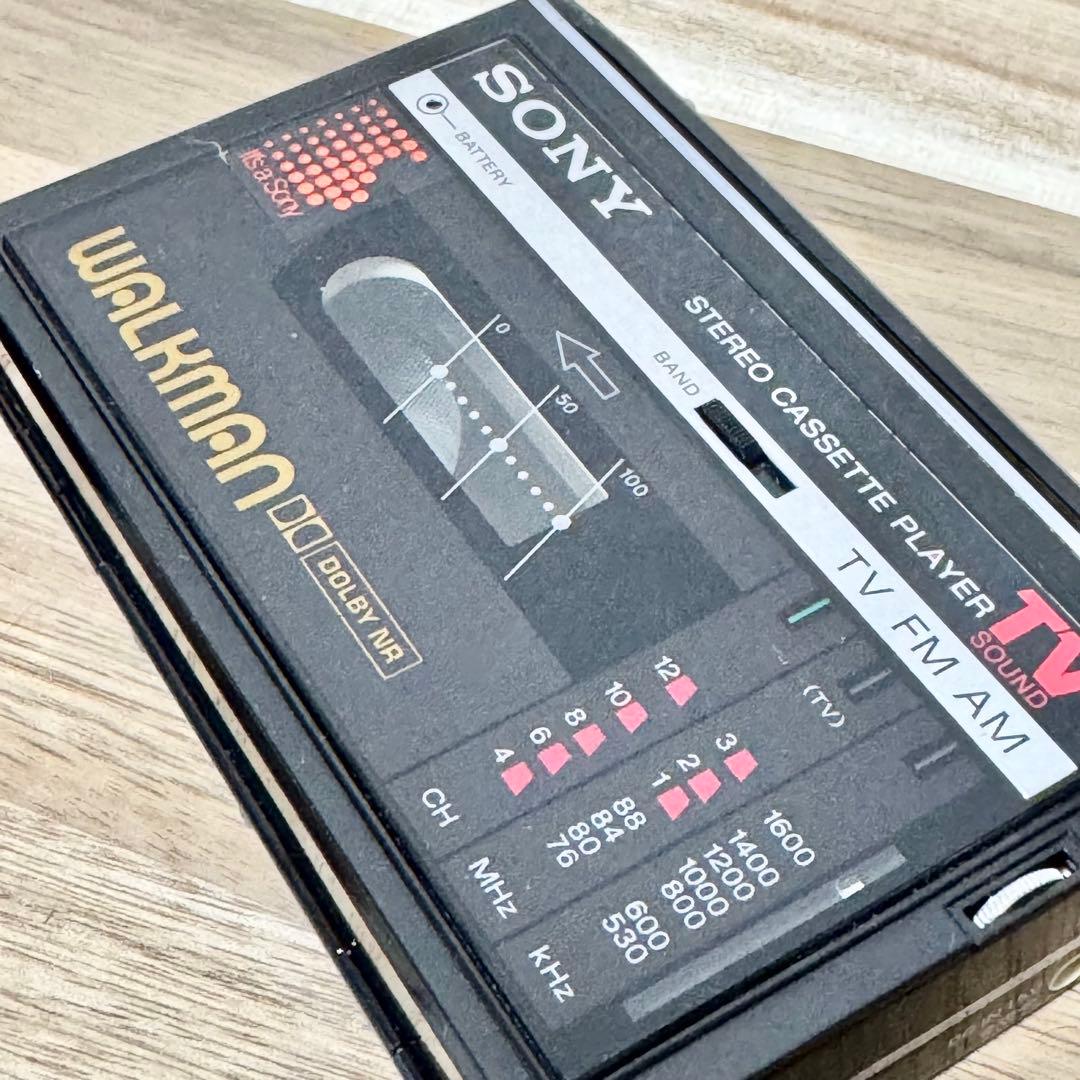 SONY
STEREO CASSETTE PLAYER
TV
SOUND
BATTERY
BAND
TV FM AM
it's a Sony
WALKMAN
DOLBY NR
0
50
100
(TV)
CH 4 6 8 10 12
1 2 3
MHz 76 80 84 88
kHz 530 600 800 1000 1200 1400 1600